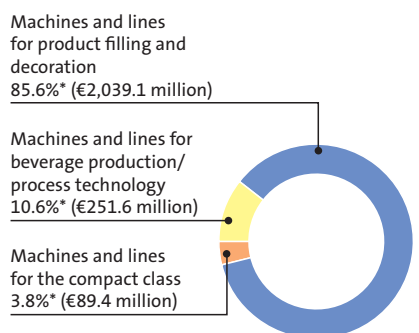 Machines and lines
for product filling and
decoration
85.6%* (€2,039.1 million)
Machines and lines for
beverage production/
process technology
10.6%* (€251.6 million)
Machines and lines
for the compact class
3.8%* (€89.4 million)